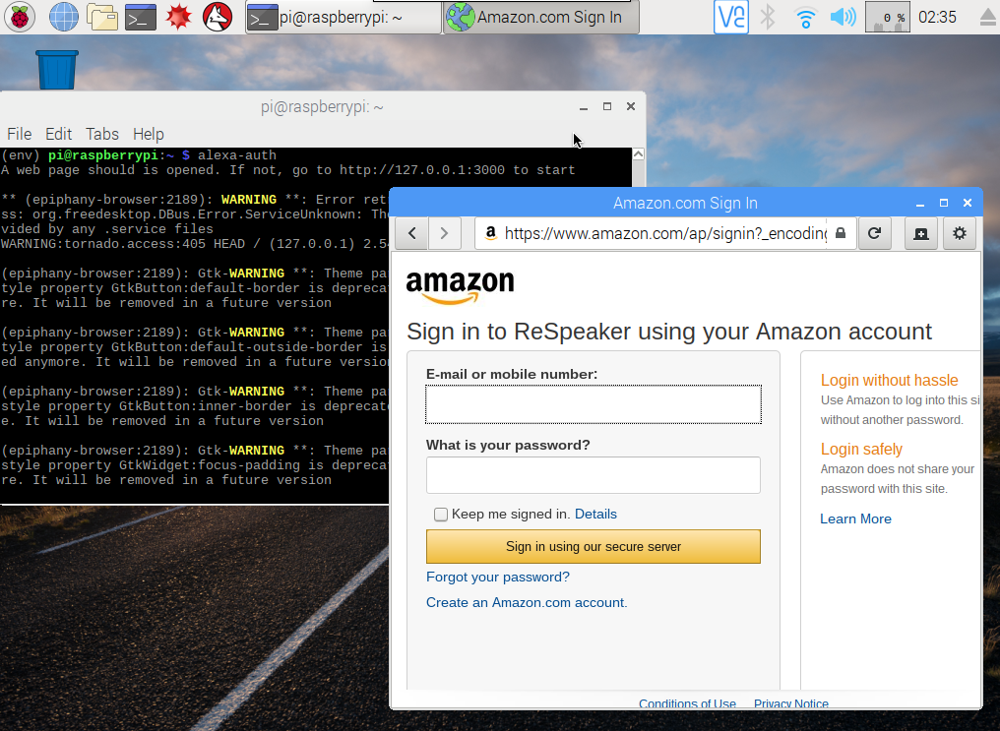 pi@raspberrypi: ~
Amazon.com Sign In
0 %
02:35
pi@raspberrypi: ~
File Edit Tabs Help
(env) pi@raspberrypi:~ $ alexa-auth
A web page should is opened. If not, go to http://127.0.0.1:3000 to start
** (epiphany-browser:2189): WARNING **: Error ret
ss: org.freedesktop.DBus.Error.ServiceUnknown: The
vided by any .service files
WARNING:tornado.access:405 HEAD / (127.0.0.1) 2.5
(epiphany-browser:2189): Gtk-WARNING **: Theme pa
tyle property GtkButton:default-border is depreca
re. It will be removed in a future version
(epiphany-browser:2189): Gtk-WARNING **: Theme pa
tyle property GtkButton:default-outside-border is
ed anymore. It will be removed in a future version
(epiphany-browser:2189): Gtk-WARNING **: Theme pa
style property GtkButton:inner-border is deprecate
e. It will be removed in a future version
(epiphany-browser:2189): Gtk-WARNING **: Theme pa
style property GtkWidget:focus-padding is depreca
re. It will be removed in a future version
Amazon.com Sign In
https://www.amazon.com/ap/signin?_encoding
amazon
Sign in to ReSpeaker using your Amazon account
E-mail or mobile number:
What is your password?
Keep me signed in. Details
Sign in using our secure server
Forgot your password?
Create an Amazon.com account.
Login without hassle
Use Amazon to log into this si
without another password.
Login safely
Amazon does not share your
password with this site.
Learn More
Conditions of Use Privacy Notice